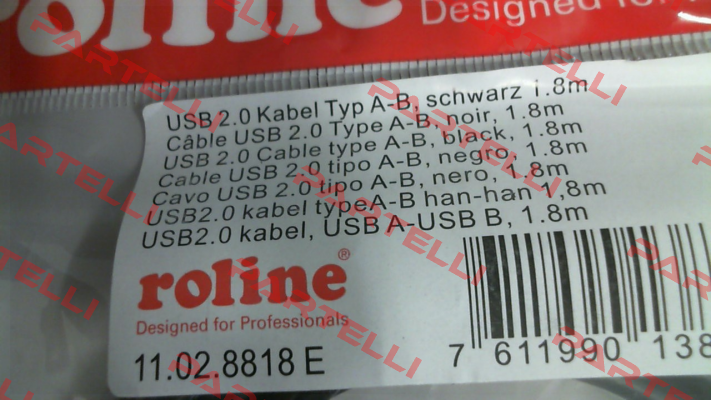 roline
Designed for
USB 2.0 Kabel Typ A-B, schwarz 1.8m
Câble USB 2.0 Type A-B, noir, 1.8m
USB 2.0 Cable type A-B, black, 1.8m
Cable USB 2.0 tipo A-B, negro, 1.8m
Cavo USB 2.0 tipo A-B, nero, 1.8m
USB2.0 kabel typeA-B han-han 1,8m
USB2.0 kabel, USB A-USB B, 1.8m
roline®
Designed for Professionals
11.02.8818 E
7 611990 138
PARTELLI